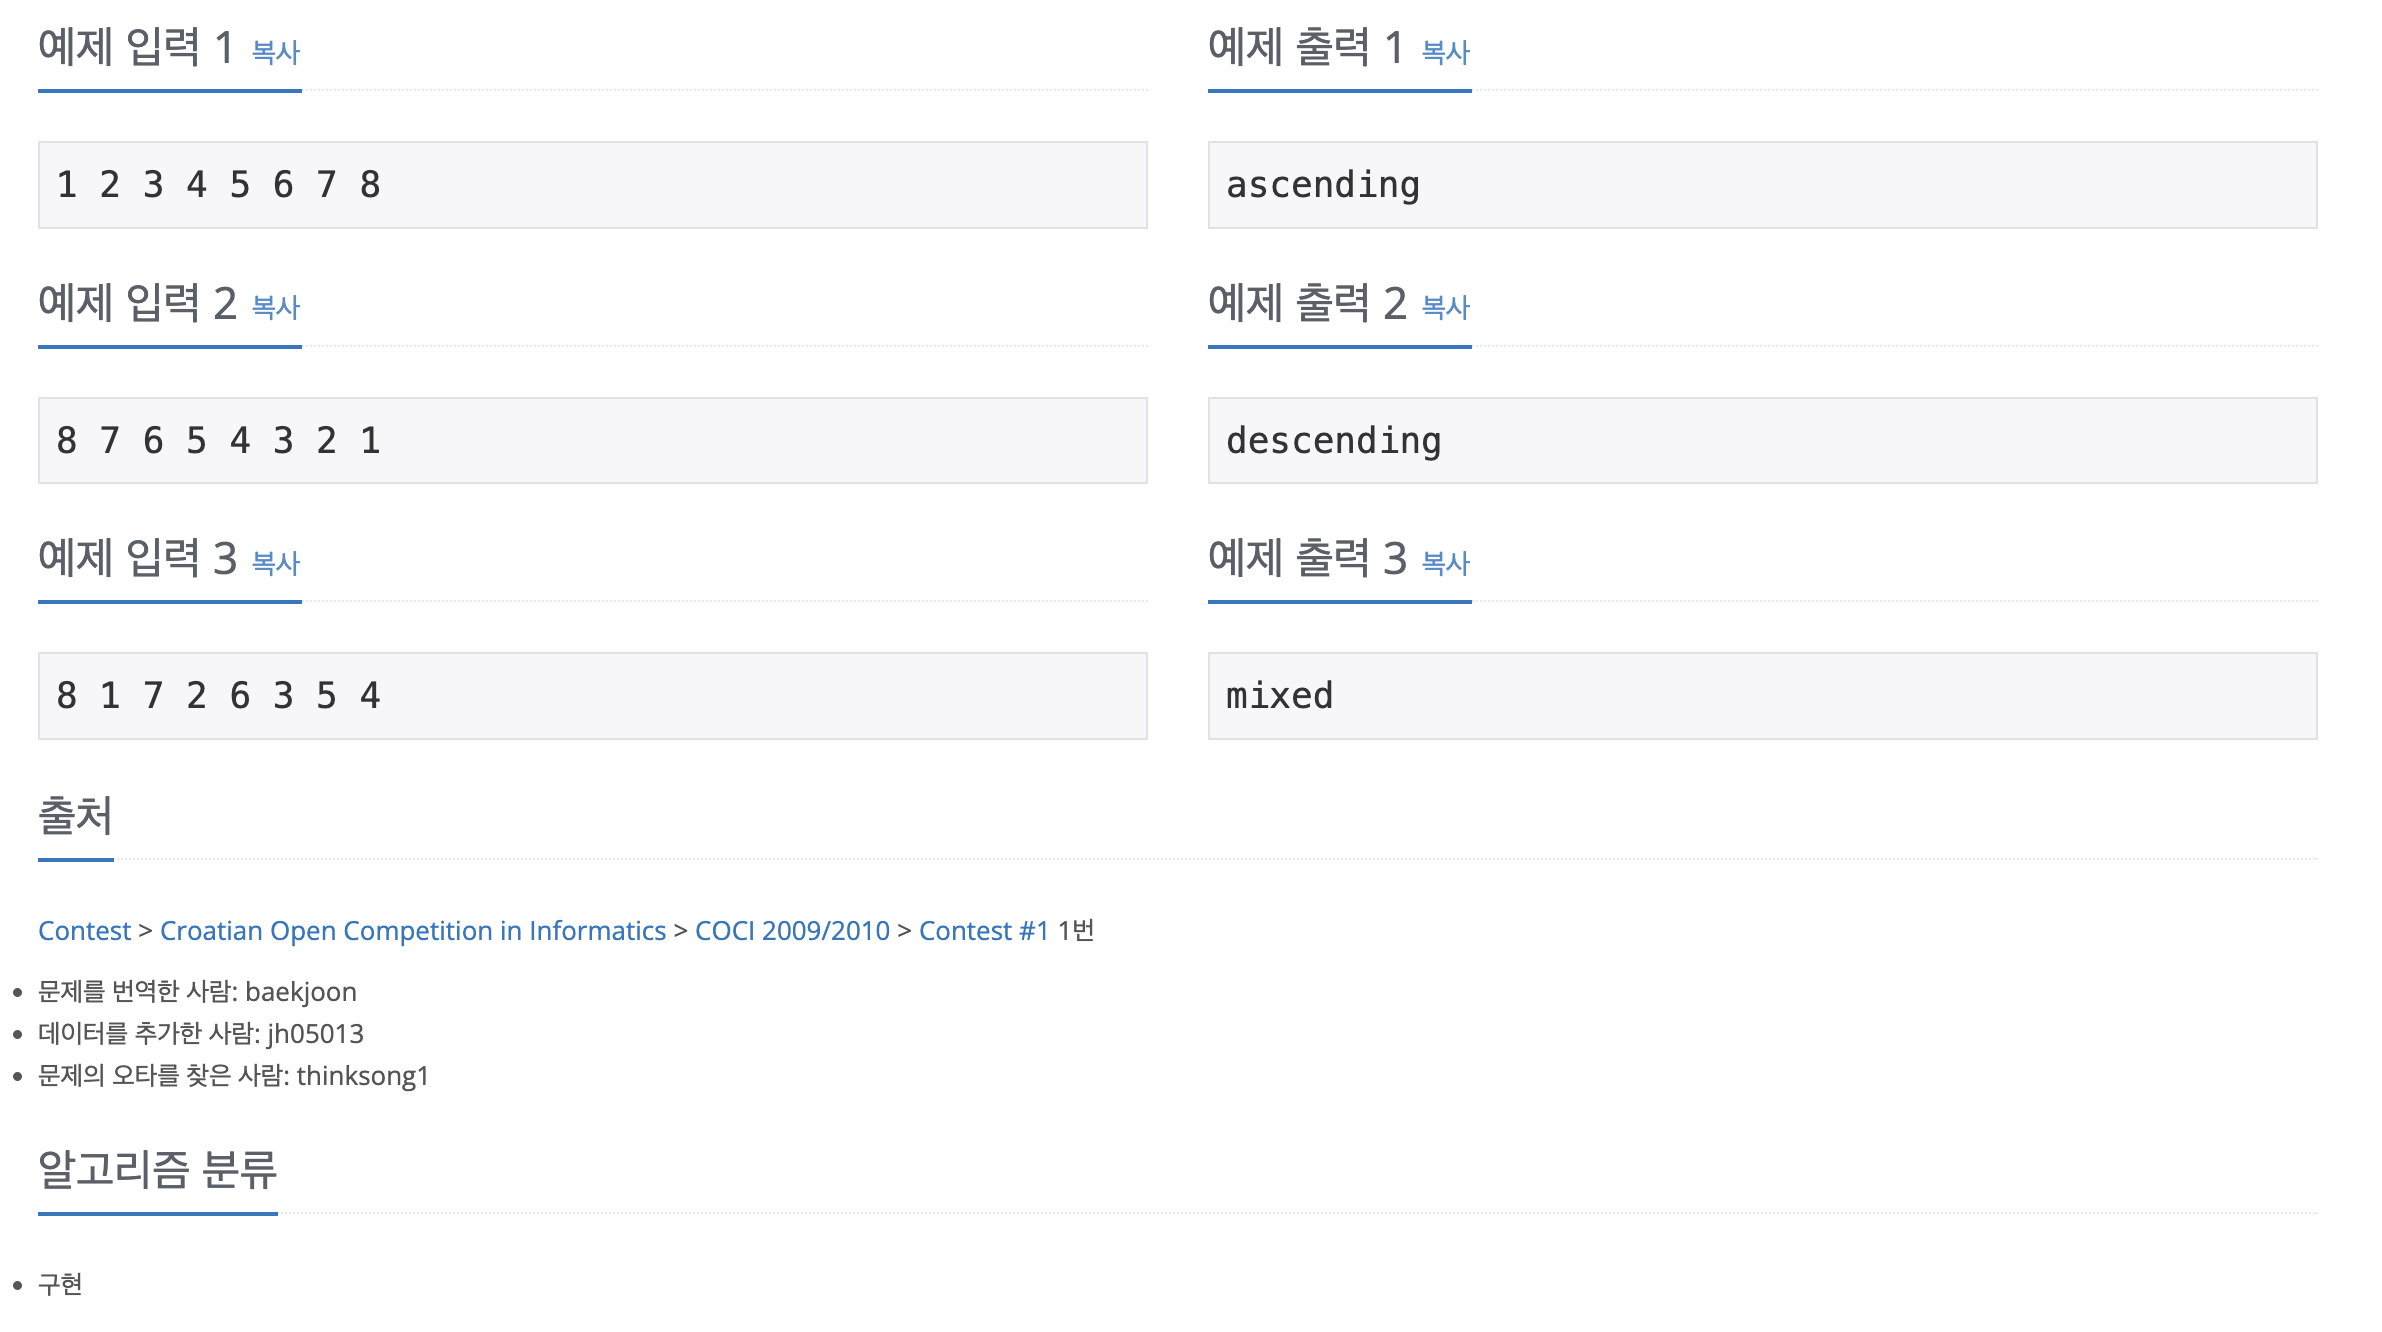 예제 입력 1 복사
예제 출력 1 복사
1 2 3 4 5 6 7 8
ascending
예제 입력 2 복사
예제 출력 2 복사
8 7 6 5 4 3 2 1
descending
예제 입력 3 복사
예제 출력 3 복사
8 1 7 2 6 3 5 4
mixed
출처
Contest > Croatian Open Competition in Informatics > COCI 2009/2010 > Contest #1 1번
문제를 번역한 사람: baekjoon
데이터를 추가한 사람: jh05013
문제의 오타를 찾은 사람: thinksong1
알고리즘 분류
구현